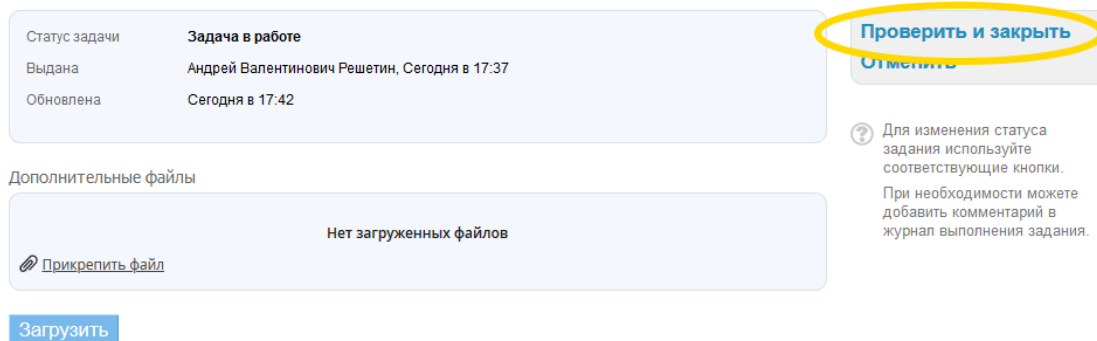 Статус задачи Задача в работе
Выдана Андрей Валентинович Решетин, Сегодня в 17:37
Обновлена Сегодня в 17:42
Дополнительные файлы
Нет загруженных файлов
Прикрепить файл
Загрузить
Проверить и закрыть
Отменить
? Для изменения статуса
задания используйте
соответствующие кнопки.
При необходимости можете
добавить комментарий в
журнал выполнения задания.